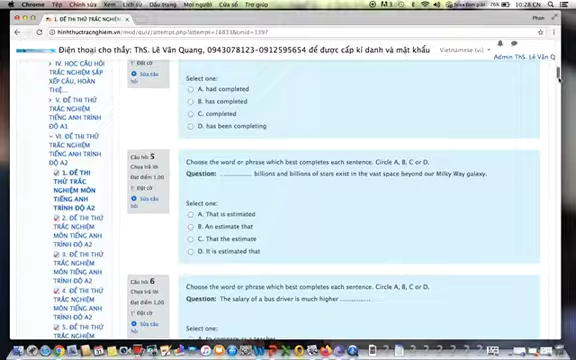 Chrome Tệp Chỉnh sửa Xem Lịch sử Dấu trang Mọi người Cửa sổ Trợ giúp 10:28 CN
1. ĐỀ THI THỬ TRẮC NGHIỆM
Phan
hinhthuctracnghiem.vn/mod/quiz/attempt.php?attempt=16833&cmid=1397
Điện thoại cho thầy: ThS. Lê Văn Quang, 0943078123-0912595654 để được cấp kí danh và mật khẩu
Vietnamese (vi)
Admin ThS. Lê Văn Q
IV. HỌC CÂU HỎI
TRẮC NGHIỆM SẮP
XẾP CÂU, HOÀN
THIỆ...
V. ĐỀ THI THỬ
TRẮC NGHIỆM
TIẾNG ANH TRÌNH
ĐỘ A1
VI. ĐỀ THI THỬ
TRẮC NGHIỆM
TIẾNG ANH TRÌNH
ĐỘ A2
1. ĐỀ THI
THỬ TRẮC
NGHIỆM MÔN
TIẾNG ANH
TRÌNH ĐỘ A2
2. ĐỀ THI THỬ
TRẮC NGHIỆM
MÔN TIẾNG ANH
TRÌNH ĐỘ A2
3. ĐỀ THI THỬ
TRẮC NGHIỆM
MÔN TIẾNG ANH
TRÌNH ĐỘ A2
4. ĐỀ THI THỬ
TRẮC NGHIỆM
MÔN TIẾNG ANH
TRÌNH ĐỘ A2
5. ĐỀ THI THỬ
TRẮC NGHIỆM
Đặt cờ
Sửa câu
hỏi
Select one:
A. had completed
B. has completed
C. completed
D. has been completing
Câu hỏi 5
Chưa trả lời
Đạt điểm 1,00
Đặt cờ
Sửa câu
hỏi
Choose the word or phrase which best completes each sentence. Circle A, B, C or D.
Question: .............. billions and billions of stars exist in the vast space beyond our Milky Way galaxy.
Select one:
A. That is estimated
B. An estimate that
C. That the estimate
D. It is estimated that
Câu hỏi 6
Chưa trả lời
Đạt điểm 1,00
Đặt cờ
Sửa câu
hỏi
Choose the word or phrase which best completes each sentence. Circle A, B, C or D.
Question: The salary of a bus driver is much higher ..............
Select one: